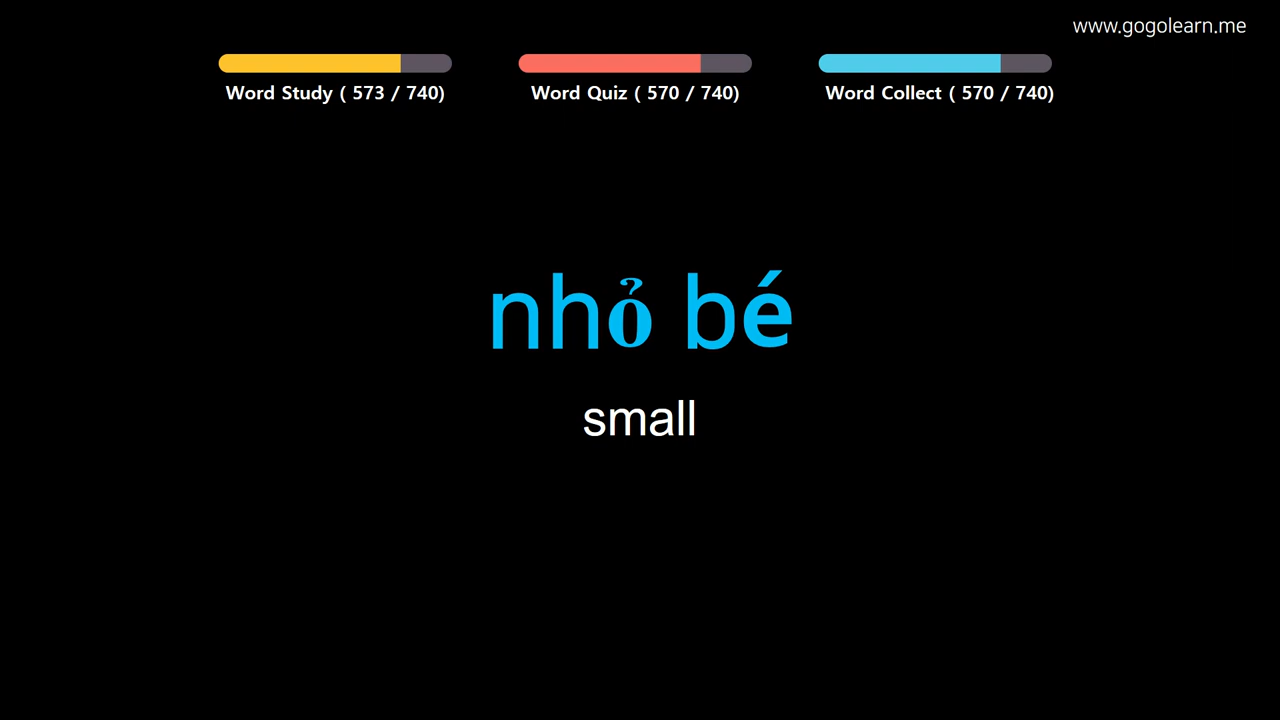 www.gogolearn.me
Word Study ( 573 / 740)
Word Quiz ( 570 / 740)
Word Collect ( 570 / 740)
nhỏ bé
small